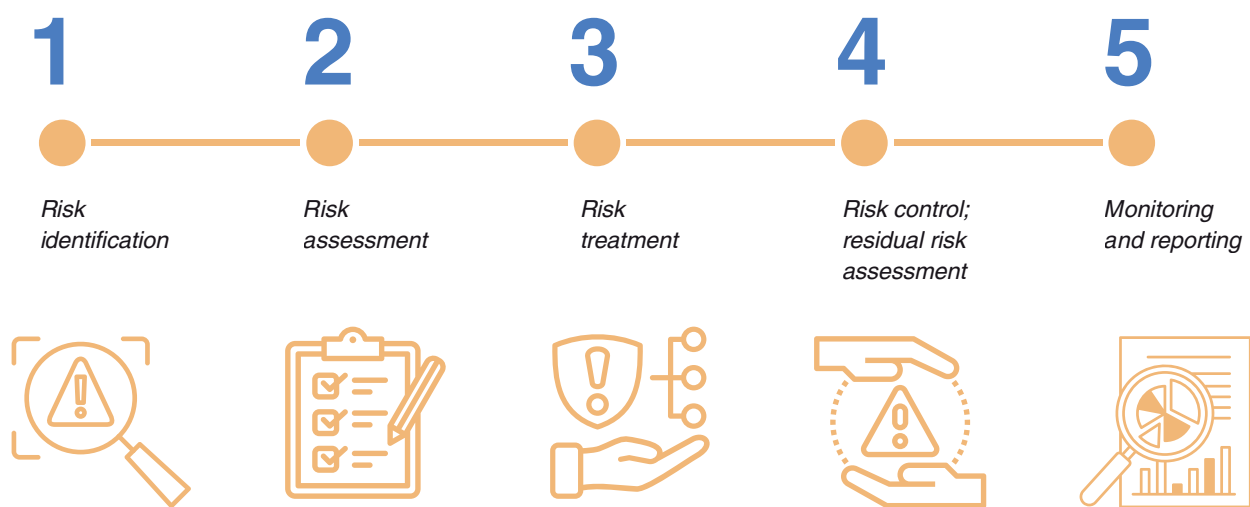 1
2
3
4
5
Risk
identification
Risk
assessment
Risk
treatment
Risk control;
residual risk
assessment
Monitoring
and reporting